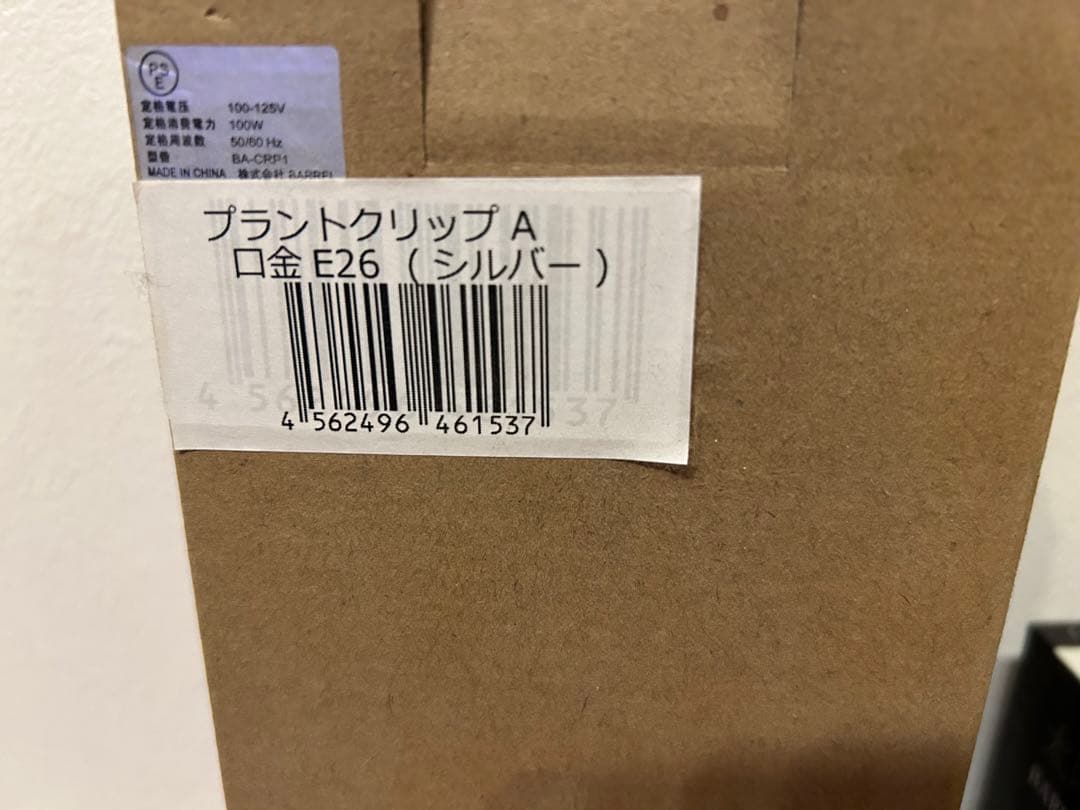 PS
E
定格電圧 100-125V
定格消費電力 100W
定格周波数 50/60 Hz
型番 BA-CRP1
MADE IN CHINA 株式会社 BARREL
プラントクリップ A
口金 E26 (シルバー)
4 562496 461537